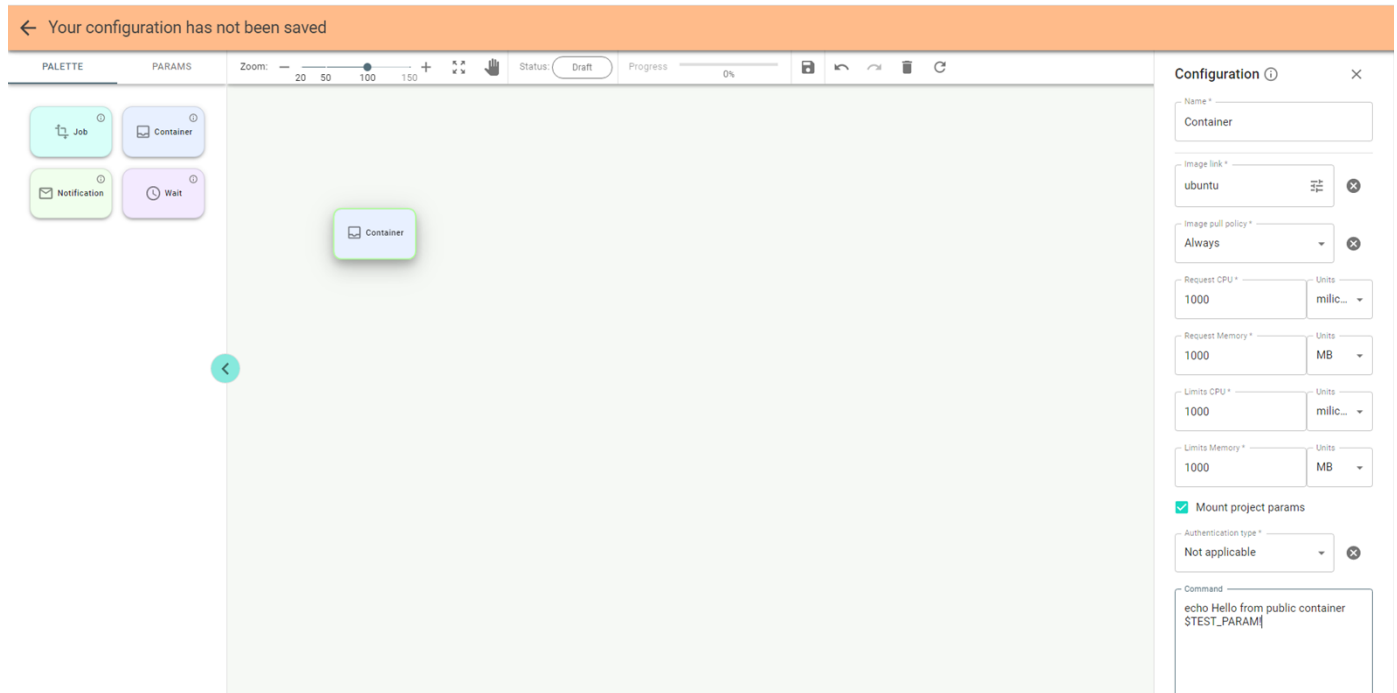 Your configuration has not been saved
PALETTE PARAMS
Zoom: 20 50 100 150
Status: Draft
Progress 0%
Job
Container
Notification
Wait
Container
Configuration
Name *
Container
Image link *
ubuntu
Image pull policy *
Always
Request CPU * Units
1000 milic...
Request Memory * Units
1000 MB
Limits CPU * Units
1000 milic...
Limits Memory * Units
1000 MB
Mount project params
Authentication type *
Not applicable
Command
echo Hello from public container
$TEST_PARAM!